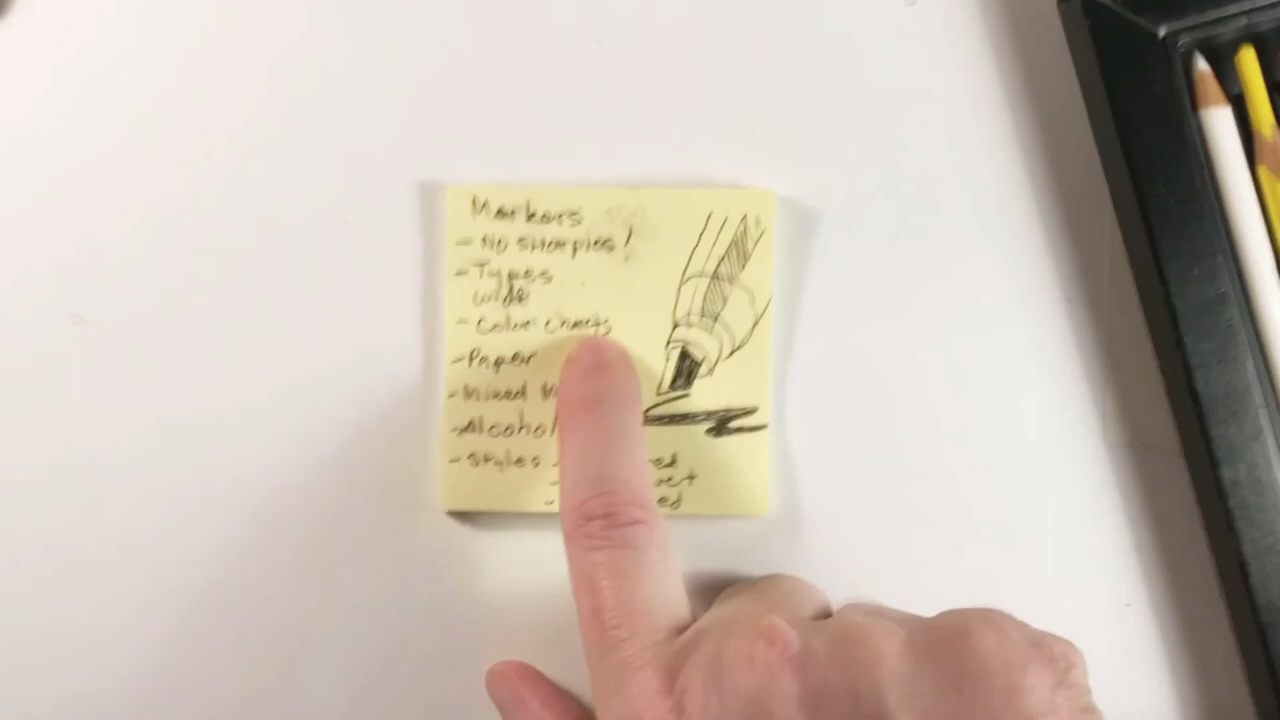 Markers
- No sharpies!
- Types
wide
- Color charts
- Paper
- Mixed
- Alcohol
- Styles -